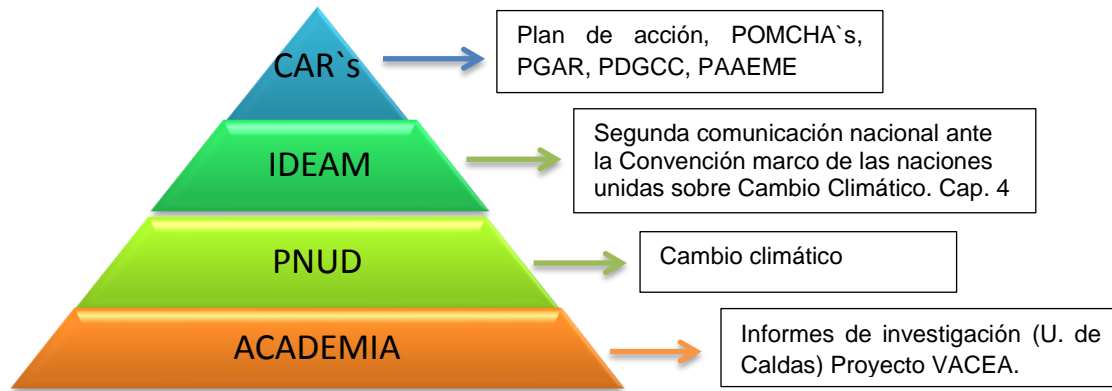 CAR`s
Plan de acción, POMCHA`s,
PGAR, PDGCC, PAAEME
IDEAM
Segunda comunicación nacional ante
la Convención marco de las naciones
unidas sobre Cambio Climático. Cap. 4
PNUD
Cambio climático
ACADEMIA
Informes de investigación (U. de
Caldas) Proyecto VACEA.